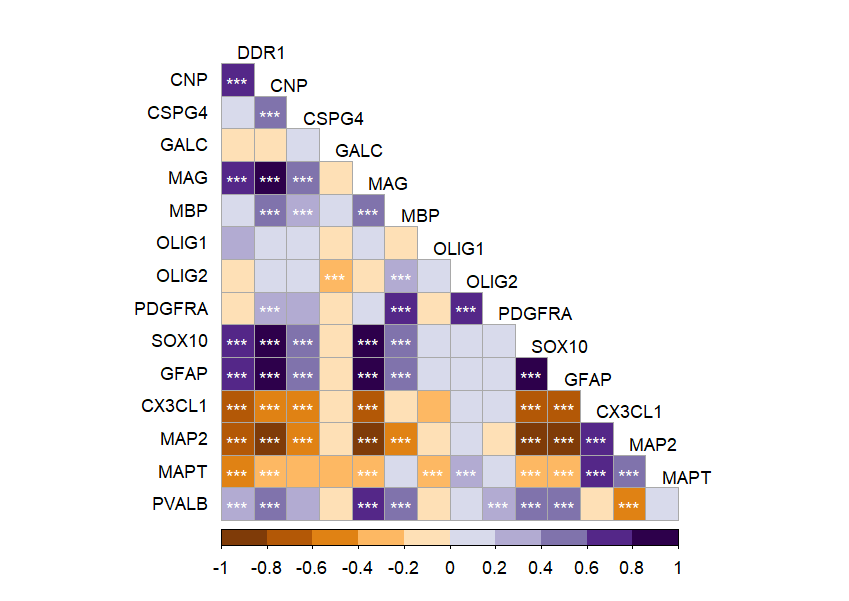 DDR1
CNP ***
CNP
CSPG4 ***
CSPG4
GALC
GALC
MAG *** *** ***
MAG
MBP *** *** ***
MBP
OLIG1
OLIG1
OLIG2 *** ***
OLIG2
PDGFRA *** *** ***
PDGFRA
SOX10 *** *** *** *** ***
SOX10
GFAP *** *** *** *** *** ***
GFAP
CX3CL1 *** *** *** *** *** ***
CX3CL1
MAP2 *** *** *** *** *** *** *** ***
MAP2
MAPT *** *** *** *** *** *** *** *** ***
MAPT
PVALB *** *** *** *** *** *** *** ***
-1 -0.8 -0.6 -0.4 -0.2 0 0.2 0.4 0.6 0.8 1